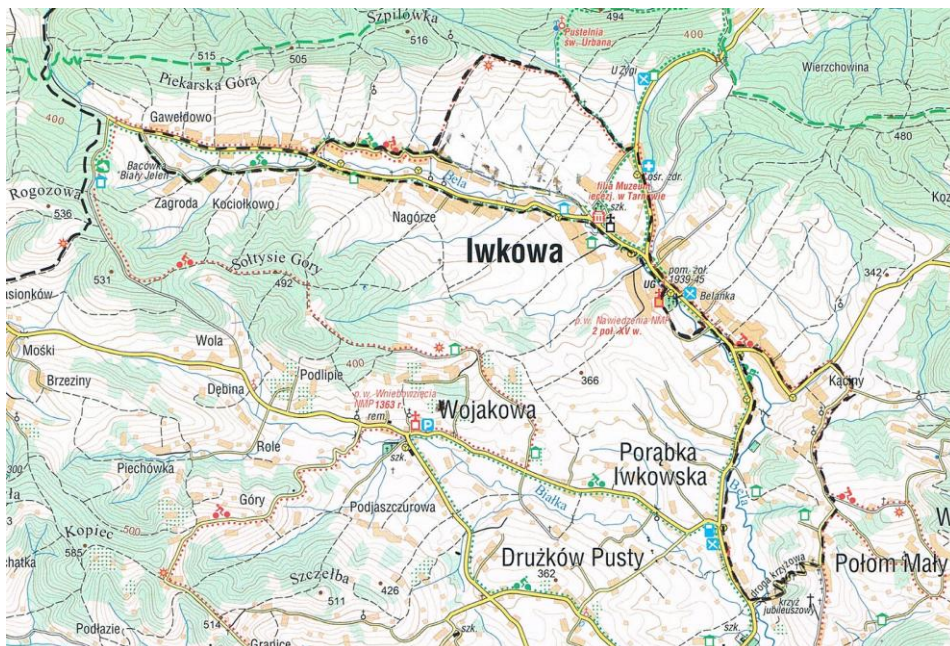 Szpilówka
494
400
Pustelnia
św. Urbana
515
505
516
Piekarska Góra
Wierzchowina
480
Gawełdowo
400
Bacówka
"Biały Jeleń"
Rogozowa
536
Zagroda
Kociołkowo
Bela
Nagórze
Iwkowa
filia Muzeum
w Tarnowie
szk.
Ośr. zdr.
531
Sołtysie Góry
492
pom. żoł.
1939-45
UG
Belanka
342
p.w. Nawiedzenia NMP
2 poł. XV w.
Mośki
Wola
Brzeziny
Dębina
Podlipie
400
366
Kąciny
p.w. Wniebowzięcia
NMP 1363 r.
rem.
Wojakowa
P
Role
szk.
Piechówka
300
Porąbka
Iwkowska
Góry
Podjaszczurowa
Białka
Bela
Kopiec
500
585
Drużków Pusty
Połom Mały
Szczełba
511
426
362
droga krzyżowa
krzyż
jubileuszowy
Podłazie
514
Granice
szk.
szk.